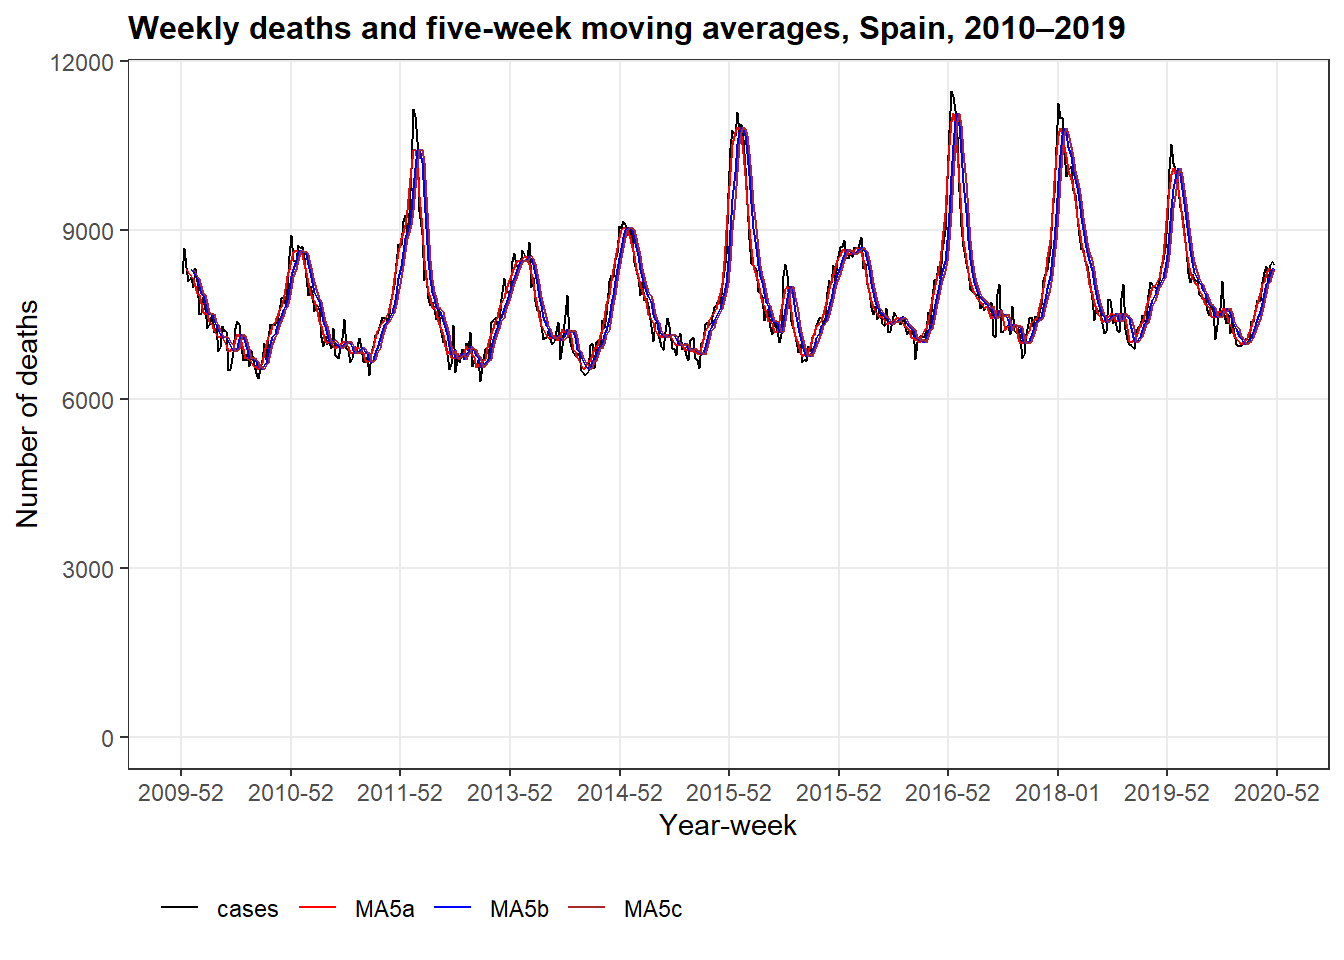 Weekly deaths and five-week moving averages, Spain, 2010–2019
12000
9000
6000
3000
0
Number of deaths
2009-52 2010-52 2011-52 2013-52 2014-52 2015-52 2015-52 2016-52 2018-01 2019-52 2020-52
Year-week
cases MA5a MA5b MA5c